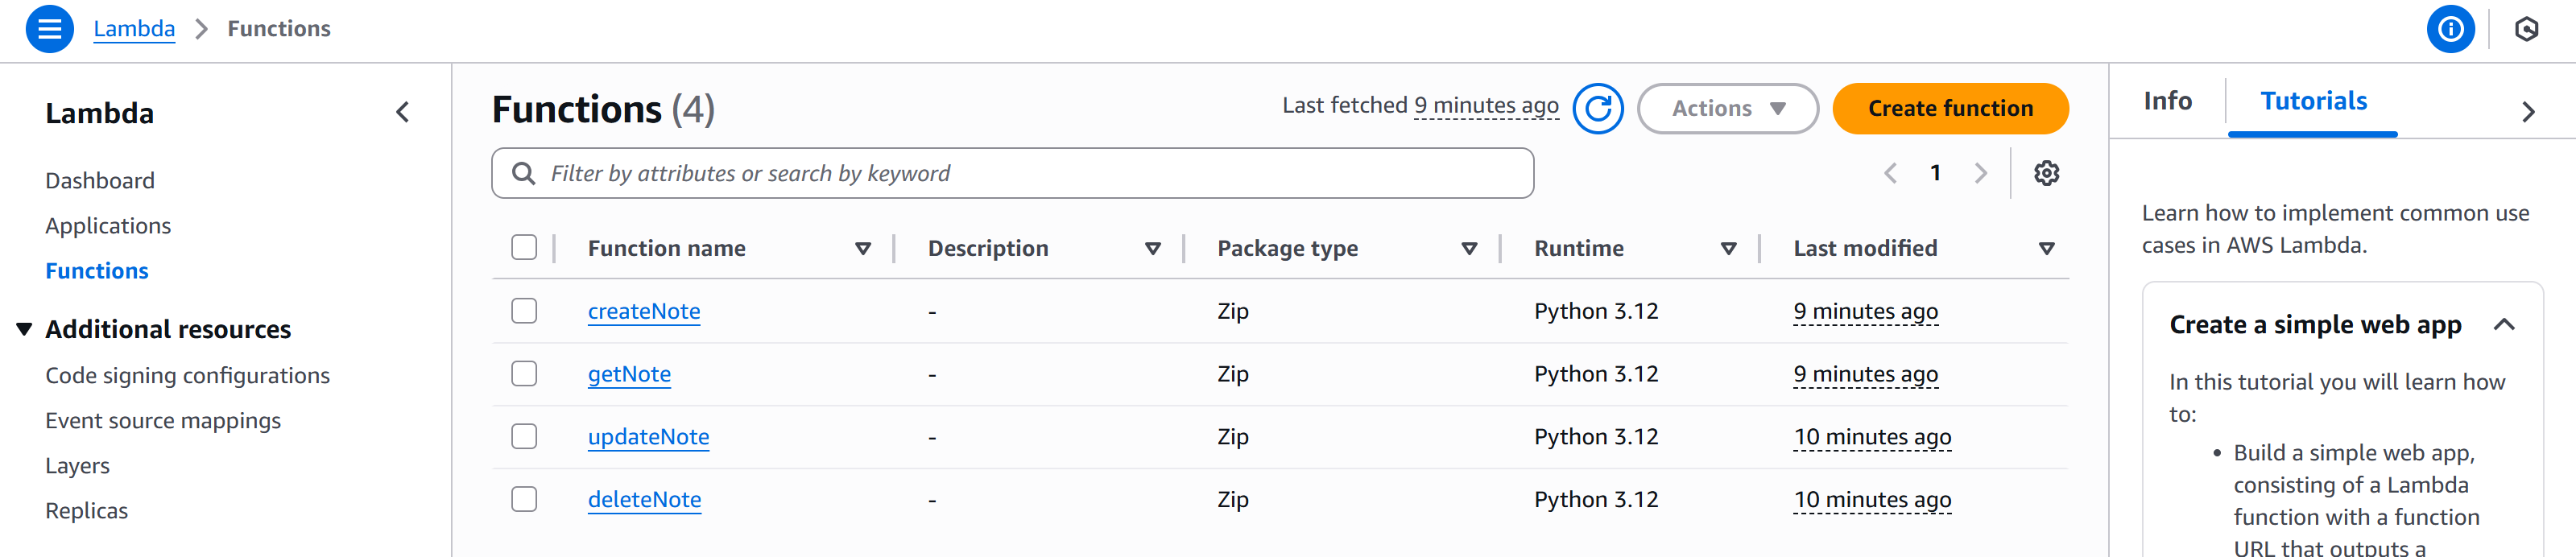 Lambda > Functions
Lambda
Dashboard
Applications
Functions
Additional resources
Code signing configurations
Event source mappings
Layers
Replicas
Functions (4)
Last fetched 9 minutes ago
Actions
Create function
Filter by attributes or search by keyword
1
Function name Description Package type Runtime Last modified
createNote - Zip Python 3.12 9 minutes ago
getNote - Zip Python 3.12 9 minutes ago
updateNote - Zip Python 3.12 10 minutes ago
deleteNote - Zip Python 3.12 10 minutes ago
Info Tutorials
Learn how to implement common use
cases in AWS Lambda.
Create a simple web app
In this tutorial you will learn how
to:
• Build a simple web app,
consisting of a Lambda
function with a function
URL that outputs a